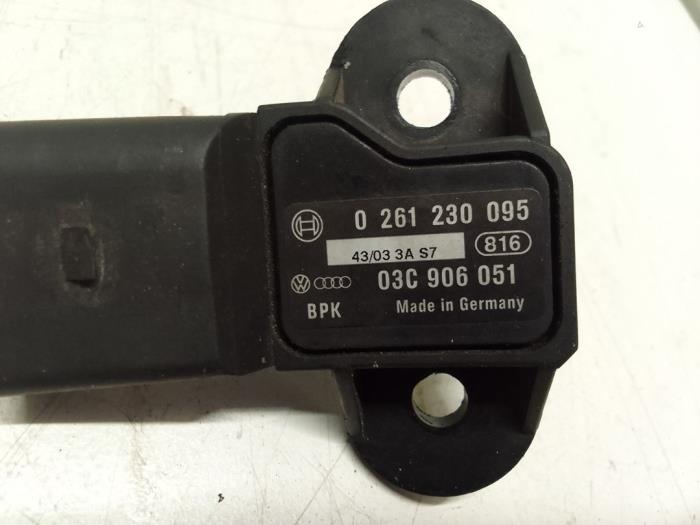 0 261 230 095
43/03 3A S7 816
03C 906 051
BPK Made in Germany